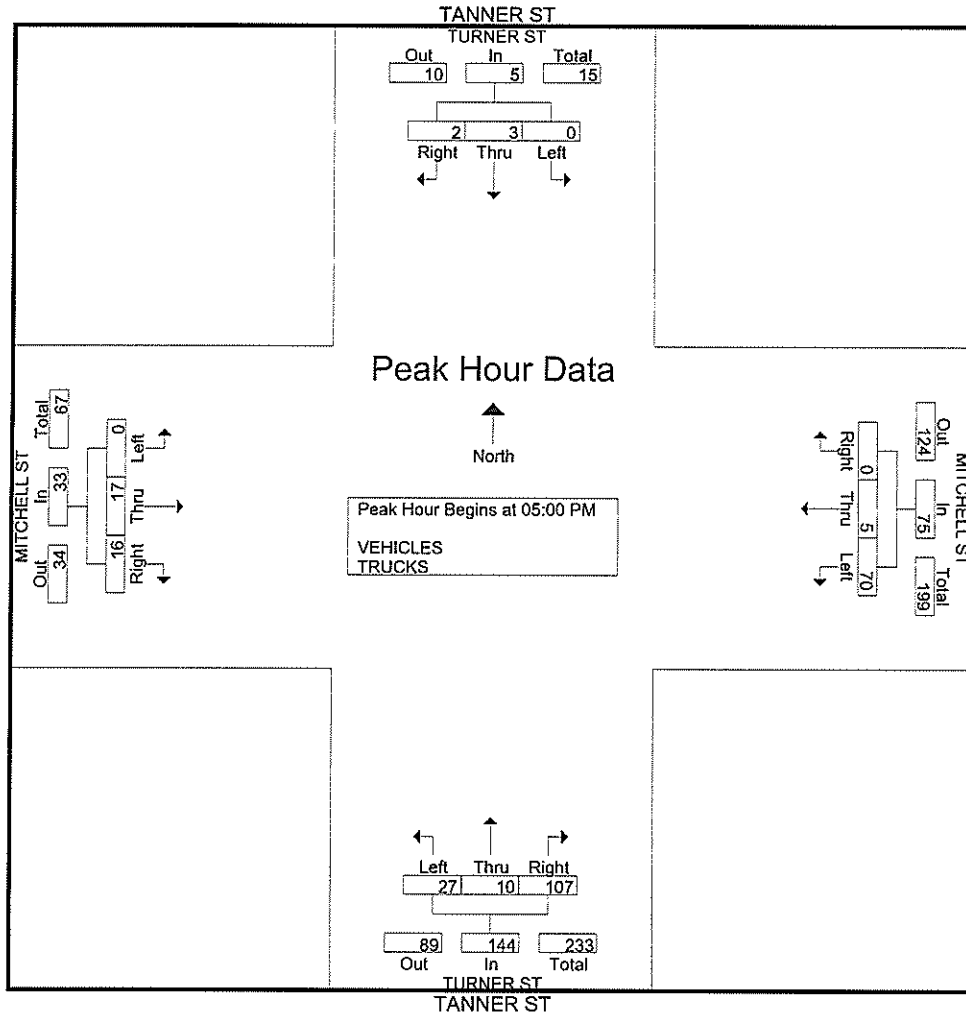 TANNER ST
TURNER ST
Out In Total
10 5 15
2 3 0
Right Thru Left
Peak Hour Data
North
Peak Hour Begins at 05:00 PM
VEHICLES
TRUCKS
MITCHELL ST
Out In Total
34 33 67
16 17 0
Right Thru Left
MITCHELL ST
Out In Total
124 75 199
0 5 70
Right Thru Left
Left Thru Right
27 10 107
89 144 233
Out In Total
TURNER ST
TANNER ST